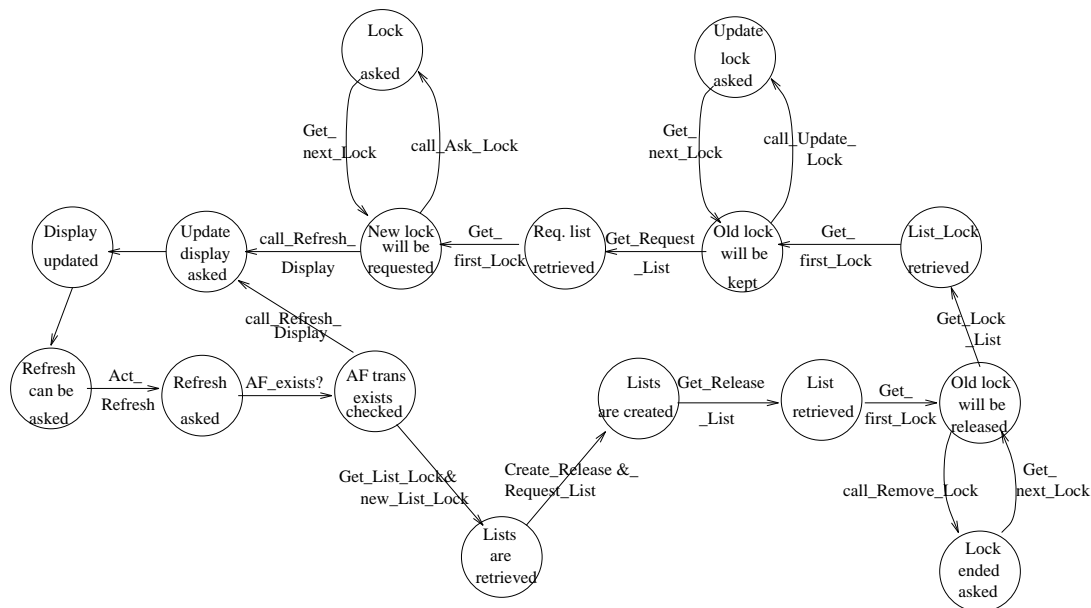 Lock
asked
Update
lock
asked
Get_
next_Lock
call_Ask_Lock
Get_
next_Lock
call_Update_
Lock
Display
updated
Update
display
asked
call_Refresh_
Display
New lock
will be
requested
Get_
first_Lock
Req. list
retrieved
Get_Request
_List
Old lock
will be
kept
Get_
first_Lock
List_Lock
retrieved
call_Refresh_
Display
Get_Lock
_List
Refresh
can be
asked
Act_
Refresh
Refresh
asked
AF_exists?
AF trans
exists
checked
Lists
are created
Get_Release
_List
List
retrieved
Get_
first_Lock
Old lock
will be
released
Get_List_Lock&
new_List_Lock
Create_Release &_
Request_List
call_Remove_Lock
Get_
next_Lock
Lists
are
retrieved
Lock
ended
asked